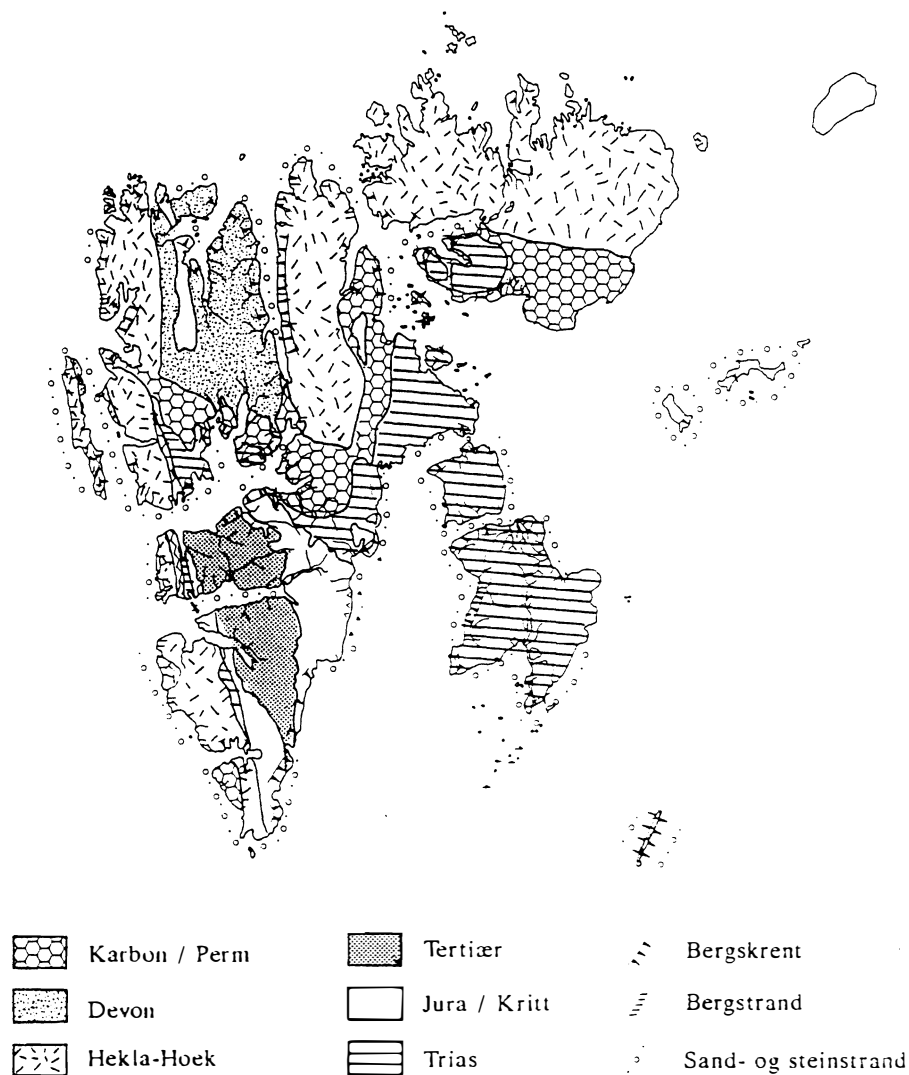 Karbon / Perm
Devon
Hekla-Hoek
Tertiær
Jura / Kritt
Trias
Bergskrent
Bergstrand
Sand- og steinstrand